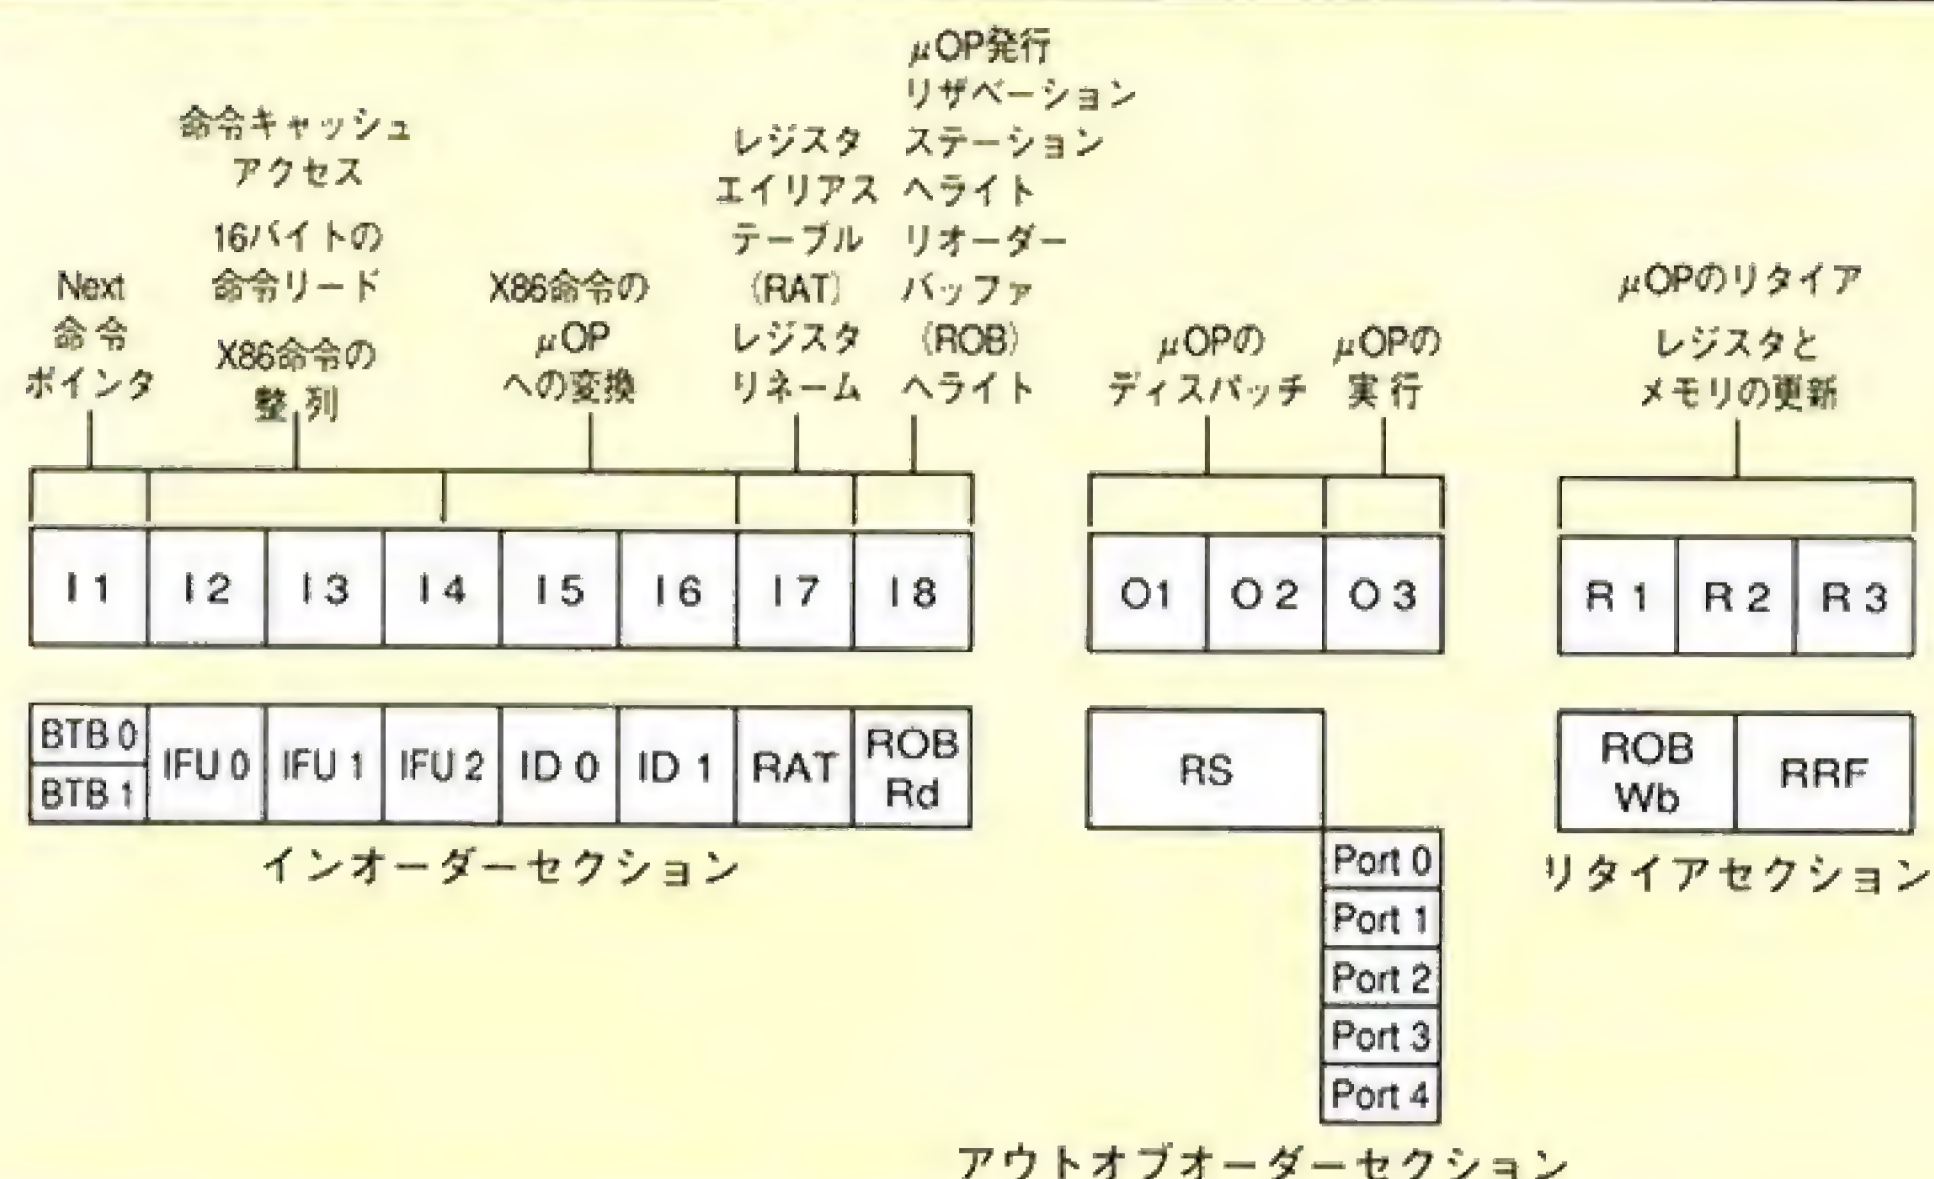 Next
命令
ポインタ
命令キャッシュ
アクセス
16バイトの
命令リード
X86命令の
整列
X86命令の
μOP
への変換
レジスタ
エイリアス
テーブル
(RAT)
レジスタ
リネーム
μOP発行
リザベーション
ステーション
ヘライト
リオーダー
バッファ
(ROB)
ヘライト
μOPの
ディスパッチ
μOPの
実行
μOPのリタイア
レジスタと
メモリの更新
I1 I2 I3 I4 I5 I6 I7 I8
O1 O2 O3
R1 R2 R3
BTB 0
BTB 1
IFU 0 IFU 1 IFU 2 ID 0 ID 1 RAT
ROB
Rd
インオーダーセクション
RS
Port 0
Port 1
Port 2
Port 3
Port 4
アウトオブオーダーセクション
ROB
Wb
RRF
リタイアセクション